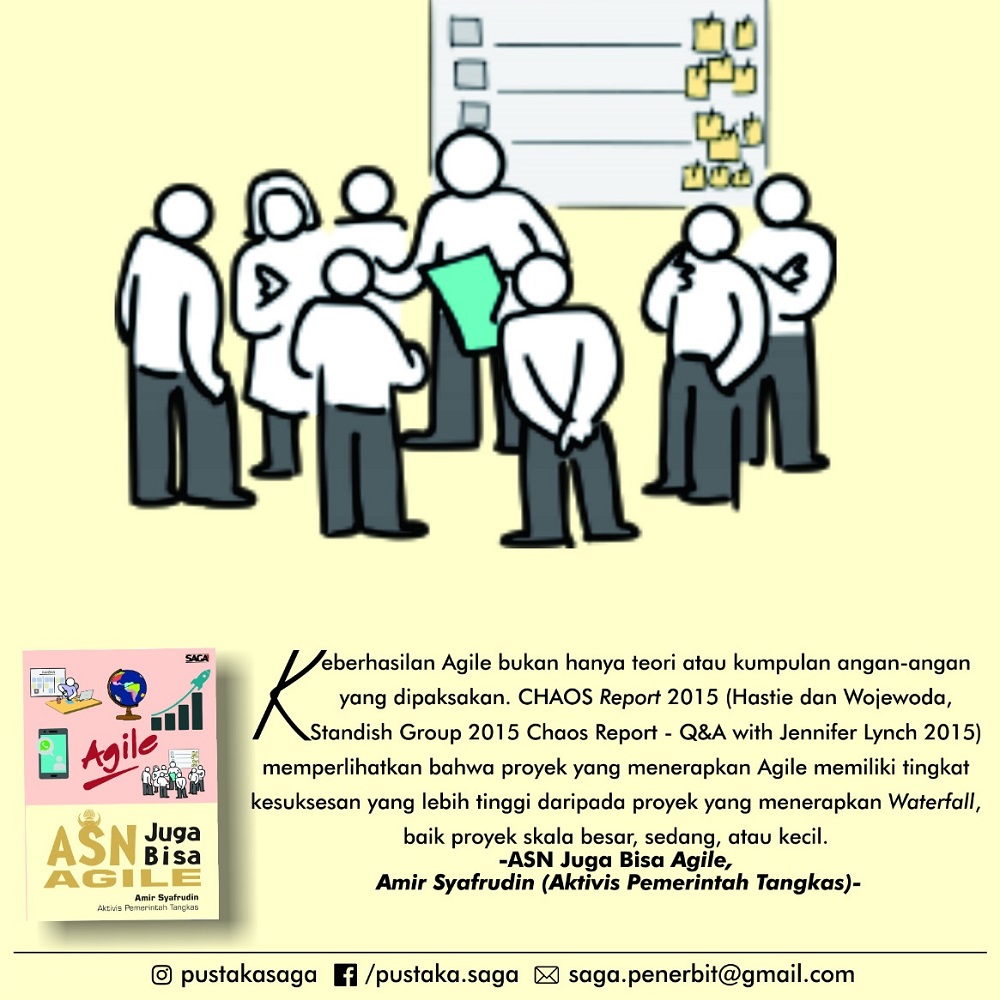 Keberhasilan Agile bukan hanya teori atau kumpulan angan-angan
yang dipaksakan. CHAOS Report 2015 (Hastie dan Wojewoda,
Standish Group 2015 Chaos Report - Q&A with Jennifer Lynch 2015)
memperlihatkan bahwa proyek yang menerapkan Agile memiliki tingkat
kesuksesan yang lebih tinggi daripada proyek yang menerapkan Waterfall,
baik proyek skala besar, sedang, atau kecil.
-ASN Juga Bisa Agile,
Amir Syafrudin (Aktivis Pemerintah Tangkas)-
SAGA
Agile
ASN Juga
Bisa
AGILE
Amir Syafrudin
Aktivis Pemerintah Tangkas
pustakasaga /pustaka.saga saga.penerbit@gmail.com